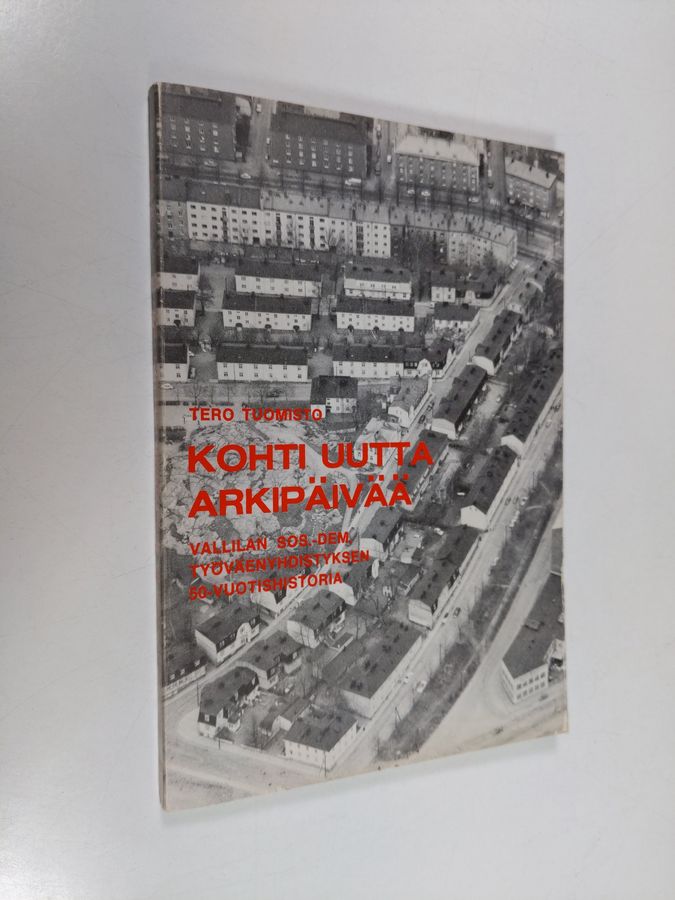 TERO TUOMISTO
KOHTI UUTTA
ARKIPÄIVÄÄ
VALLILAN SOS.-DEM.
TYÖVÄENYHDISTYKSEN
50-VUOTISHISTORIA